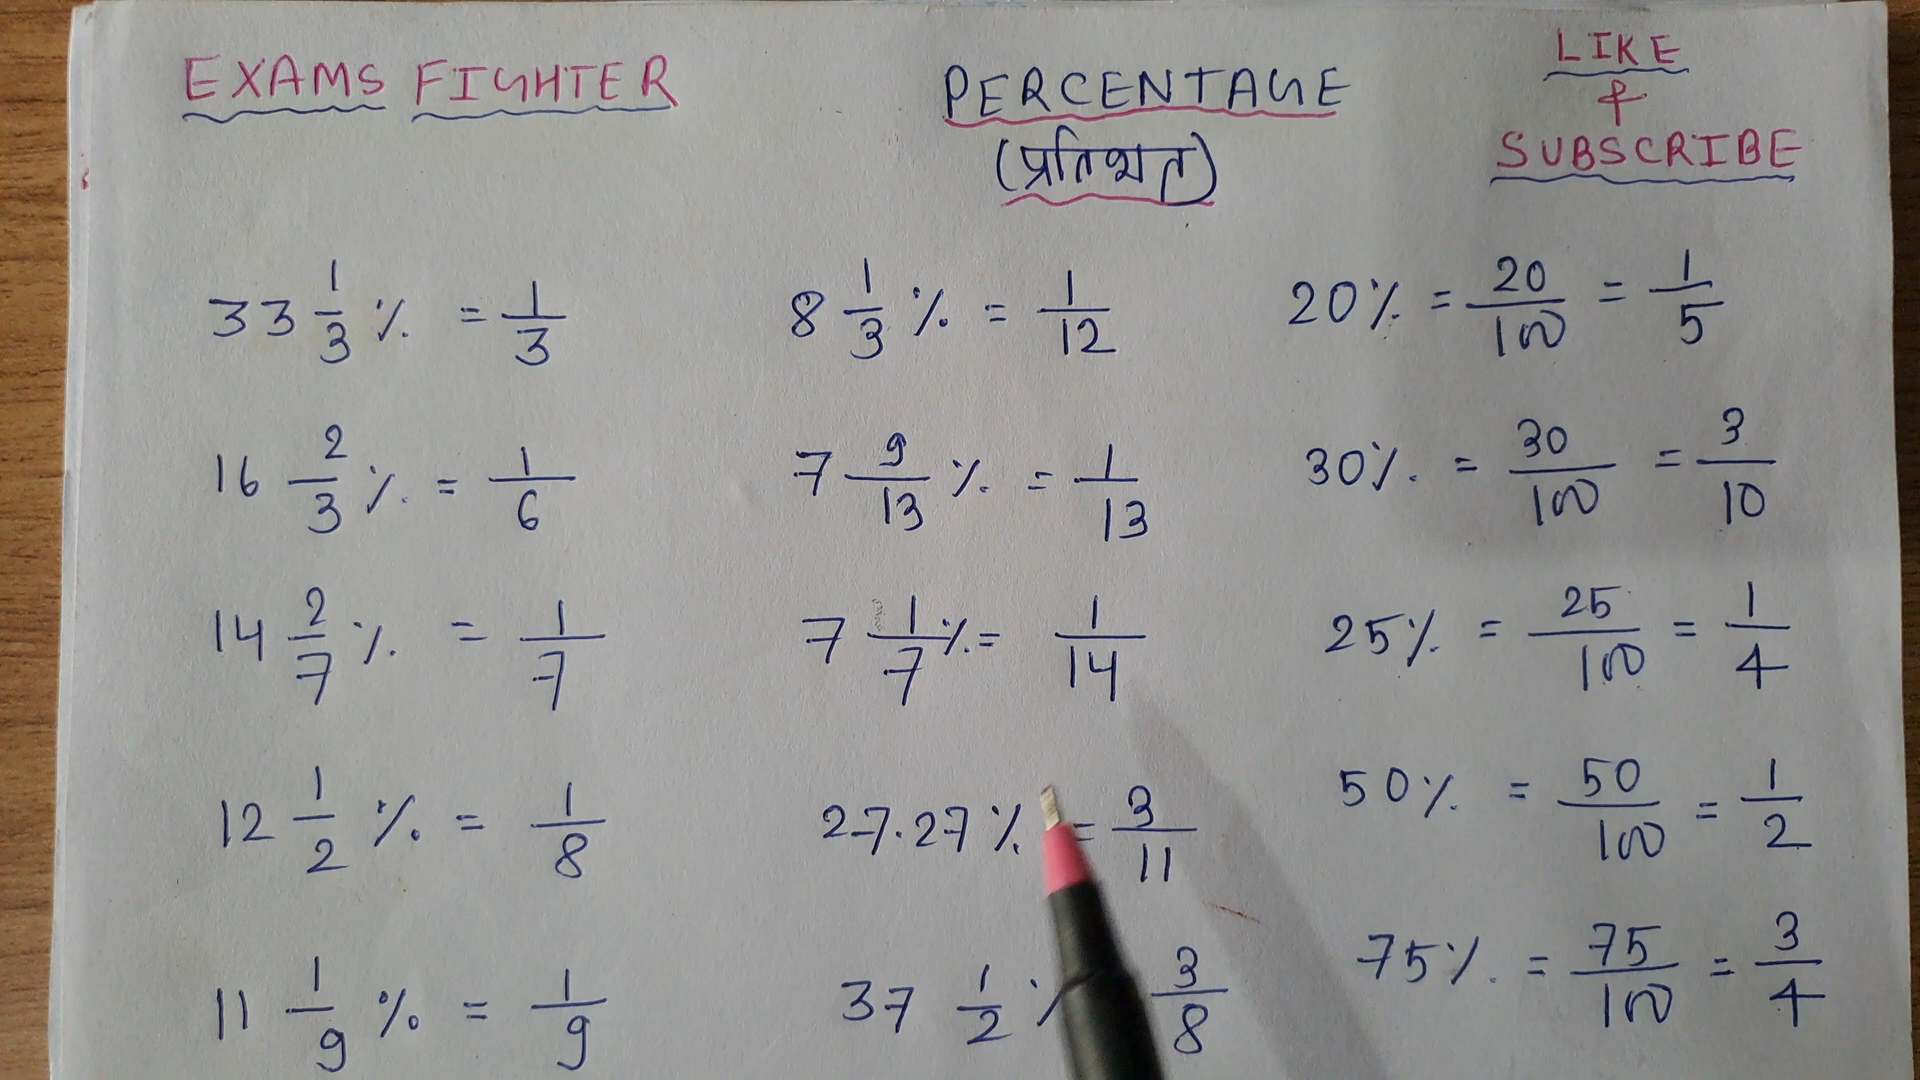 EXAMS FIGHTER
PERCENTAGE
(प्रतिशत)
LIKE
&
SUBSCRIBE
33 1/3 % = 1/3
16 2/3 % = 1/6
14 2/7 % = 1/7
12 1/2 % = 1/8
11 1/9 % = 1/9
8 1/3 % = 1/12
7 9/13 % = 1/13
7 1/7 % = 1/14
27.27 % = 3/11
37 1/2 % 3/8
20% = 20/100 = 1/5
30% = 30/100 = 3/10
25% = 25/100 = 1/4
50% = 50/100 = 1/2
75% = 75/100 = 3/4